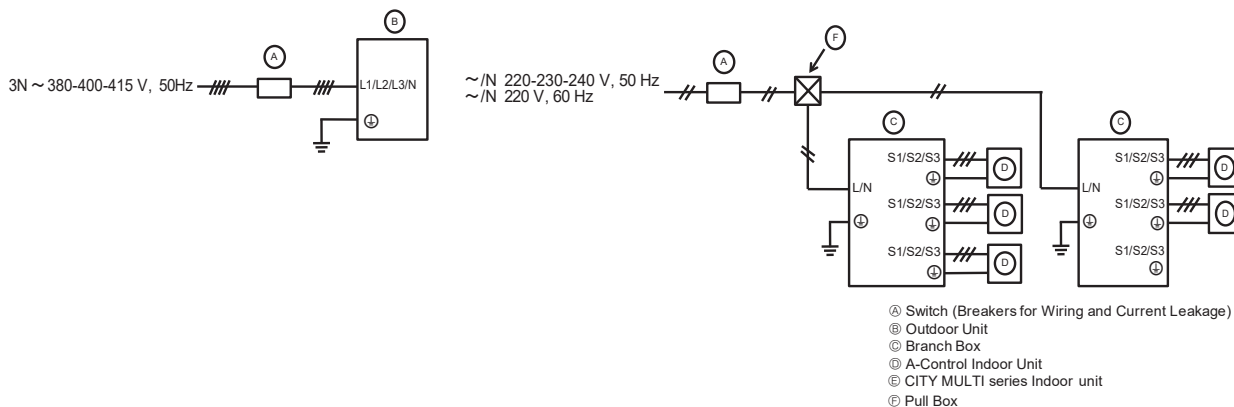 B
A
3N ~ 380-400-415 V, 50Hz
L1/L2/L3/N
F
A
~/N 220-230-240 V, 50 Hz
~/N 220 V, 60 Hz
C
L/N
S1/S2/S3
D
S1/S2/S3
D
S1/S2/S3
D
C
L/N
S1/S2/S3
D
S1/S2/S3
D
S1/S2/S3
Ⓐ Switch (Breakers for Wiring and Current Leakage)
Ⓑ Outdoor Unit
Ⓒ Branch Box
Ⓓ A-Control Indoor Unit
Ⓔ CITY MULTI series Indoor unit
Ⓕ Pull Box